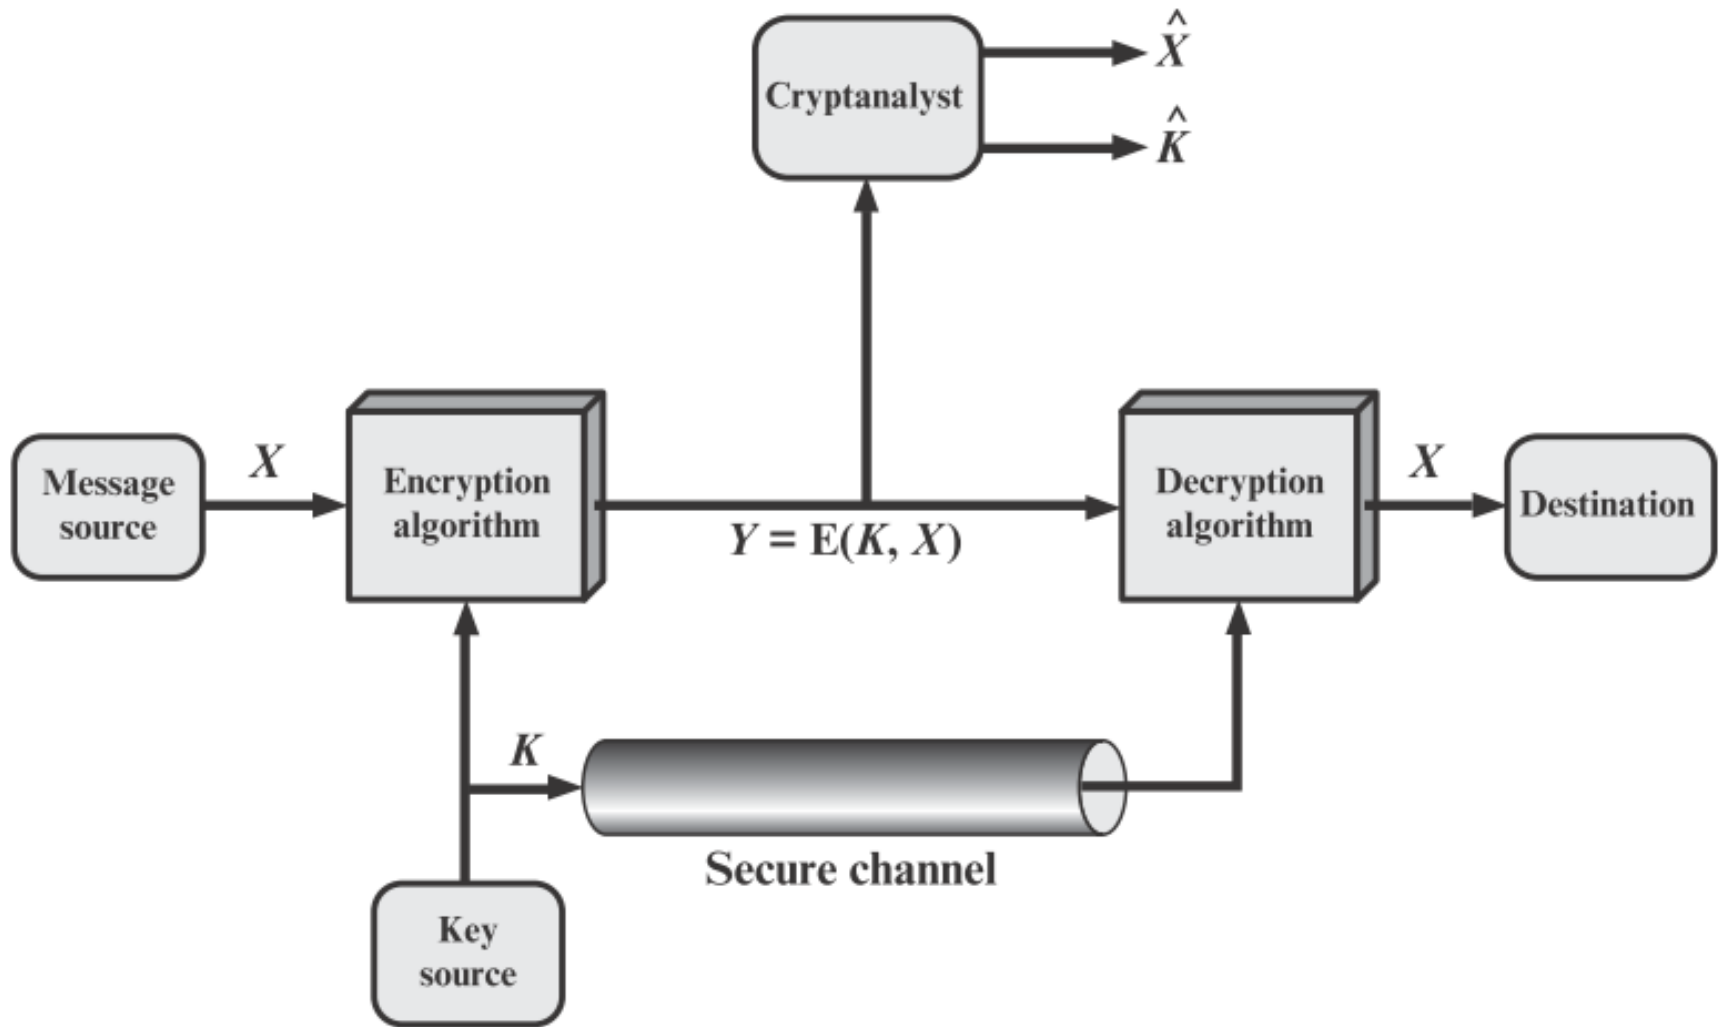 X̂
Cryptanalyst
K̂
Message
source
X
Encryption
algorithm
Y = E(K, X)
Decryption
algorithm
X
Destination
K
Secure channel
Key
source